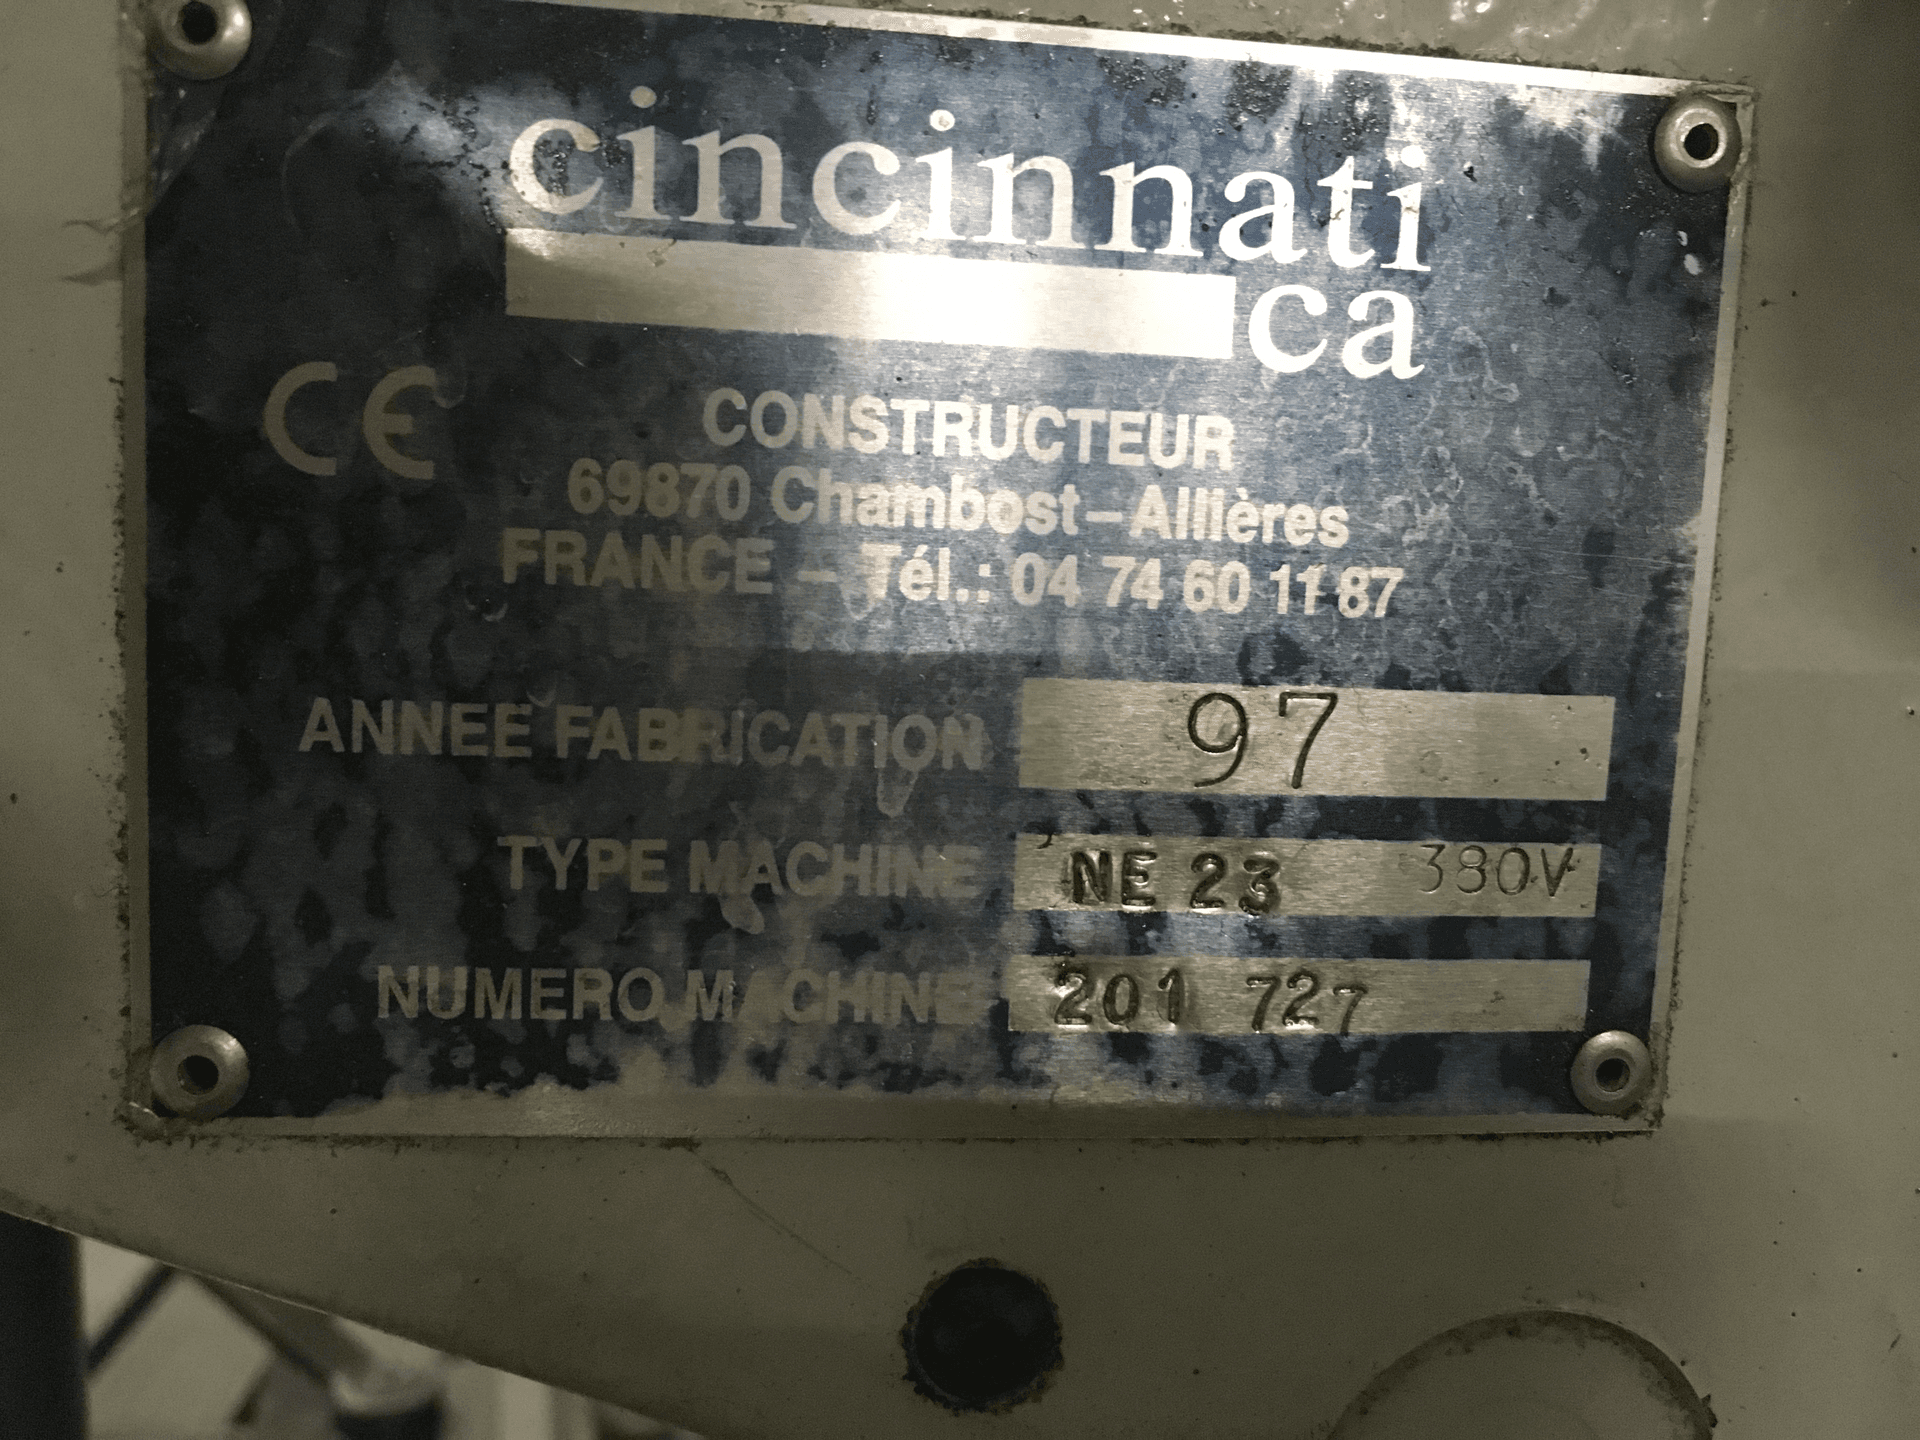 cincinnati
ca
CE
CONSTRUCTEUR
69870 Chambost-Allières
FRANCE - Tél.: 04 74 60 11 87
ANNEE FABRICATION 97
TYPE MACHINE NE 23 380V
NUMERO MACHINE 201 727